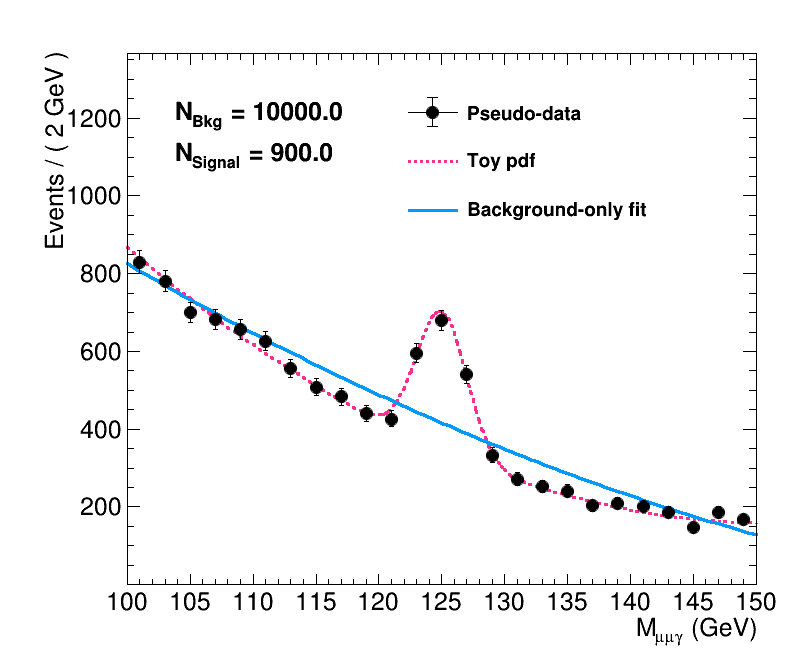 Events / ( 2 GeV )
1200
1000
800
600
400
200
N_Bkg = 10000.0
N_Signal = 900.0
Pseudo-data
Toy pdf
Background-only fit
100 105 110 115 120 125 130 135 140 145 150
M_μμγ (GeV)